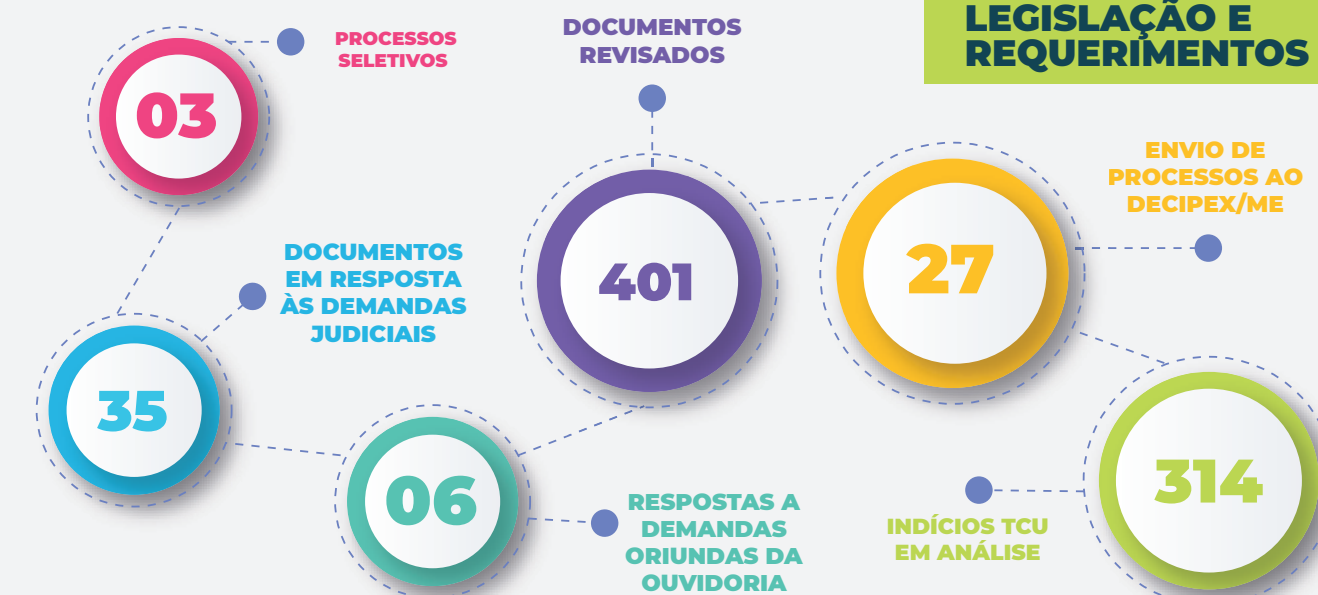 LEGISLAÇÃO E
REQUERIMENTOS
03
PROCESSOS
SELETIVOS
35
DOCUMENTOS
EM RESPOSTA
ÀS DEMANDAS
JUDICIAIS
06
RESPOSTAS A
DEMANDAS
ORIUNDAS DA
OUVIDORIA
401
DOCUMENTOS
REVISADOS
27
ENVIO DE
PROCESSOS AO
DECIPEX/ME
314
INDÍCIOS TCU
EM ANÁLISE